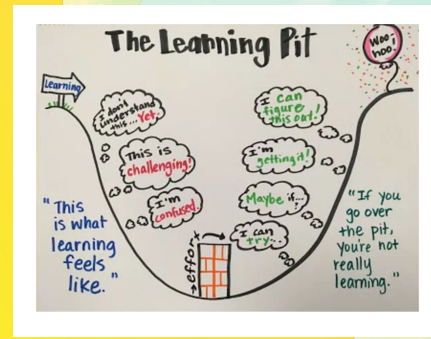 The Learning Pit
Woo
hoo!
Learning
I don't
understand
this... Yet.
This is
challenging!
I'm
confused.
I can
figure
this out!
I'm
getting it!
Maybe if...
I can
try...
effort
"This
is what
learning
feels
like."
"If you
go over
the pit,
you're not
really
learning."